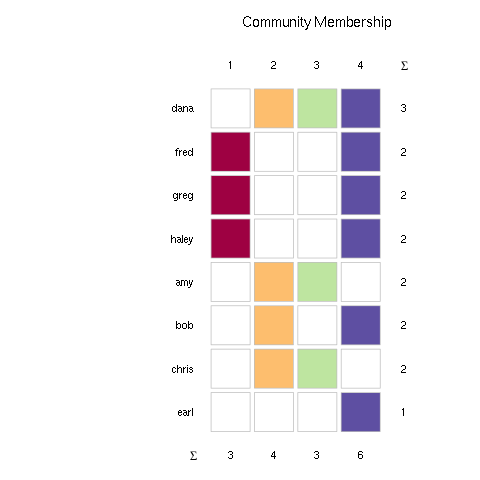 Community Membership
1 2 3 4 Σ
dana 3
fred 2
greg 2
haley 2
amy 2
bob 2
chris 2
earl 1
Σ 3 4 3 6